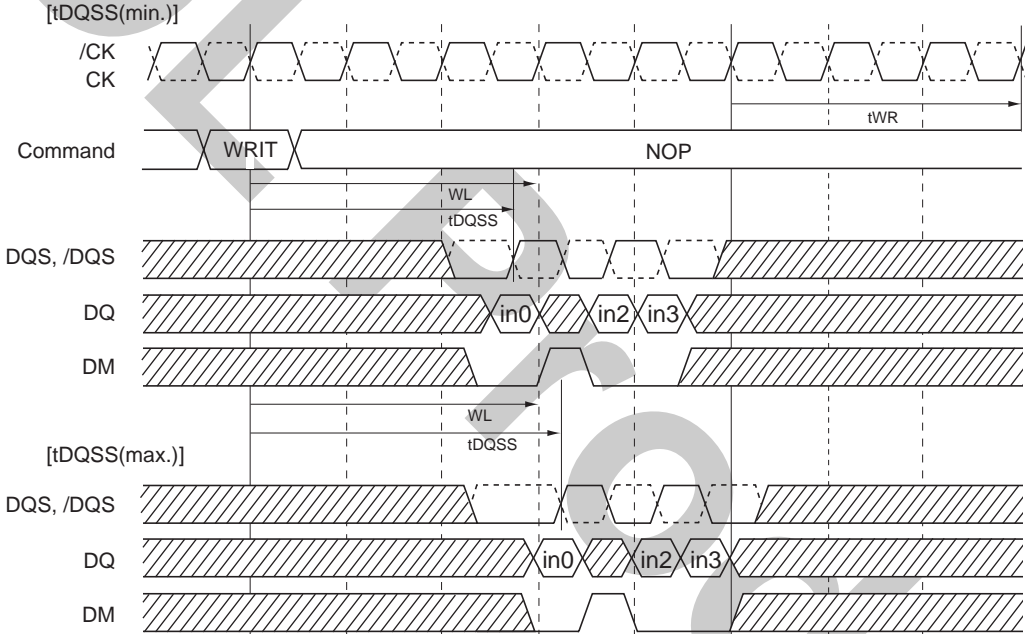 [tDQSS(min.)]
/CK
CK
tWR
Command WRIT NOP
WL
tDQSS
DQS, /DQS
DQ in0 in2 in3
DM
WL
tDQSS
[tDQSS(max.)]
DQS, /DQS
DQ in0 in2 in3
DM